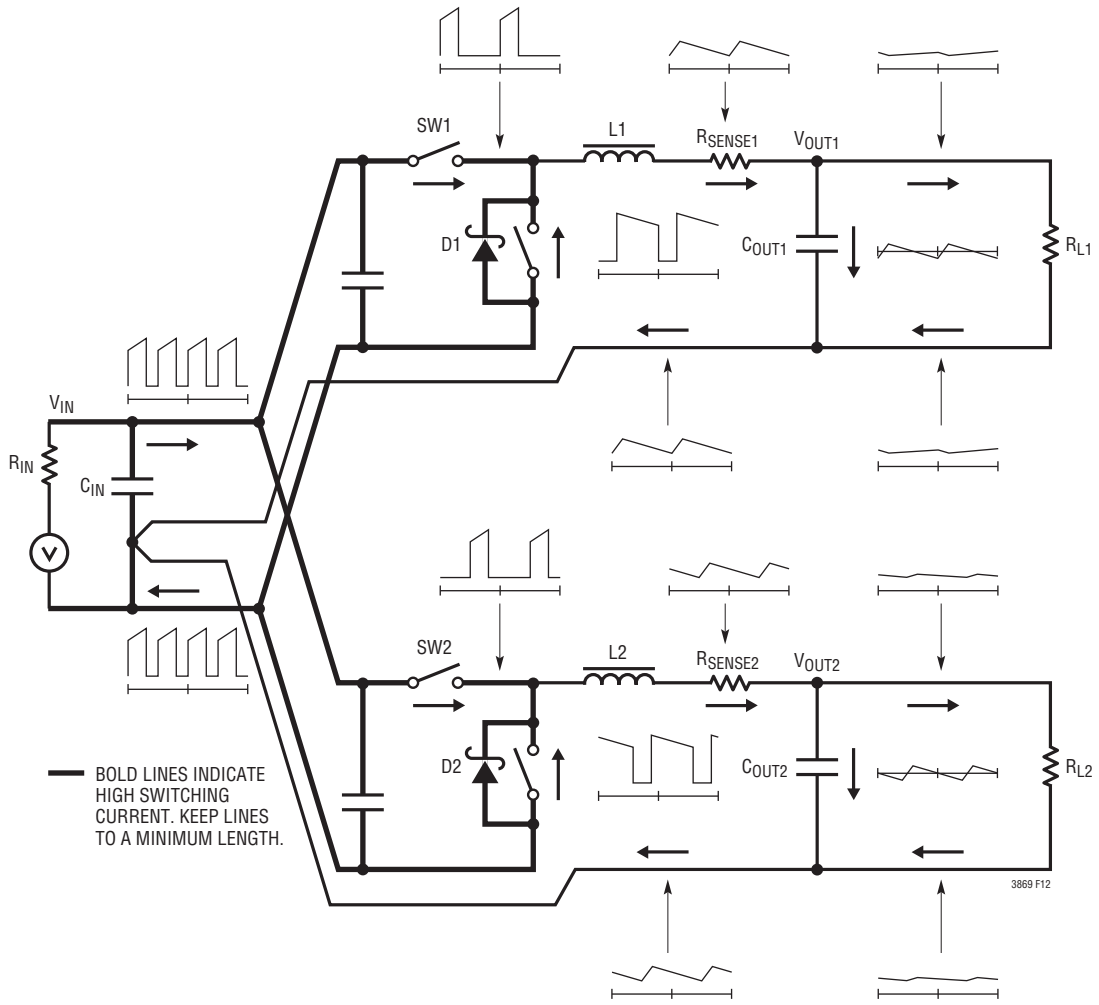 SW1
L1
RSENSE1
VOUT1
D1
COUT1
RL1
VIN
RIN
CIN
V
SW2
L2
RSENSE2
VOUT2
D2
COUT2
RL2
BOLD LINES INDICATE
HIGH SWITCHING
CURRENT. KEEP LINES
TO A MINIMUM LENGTH.
3869 F12